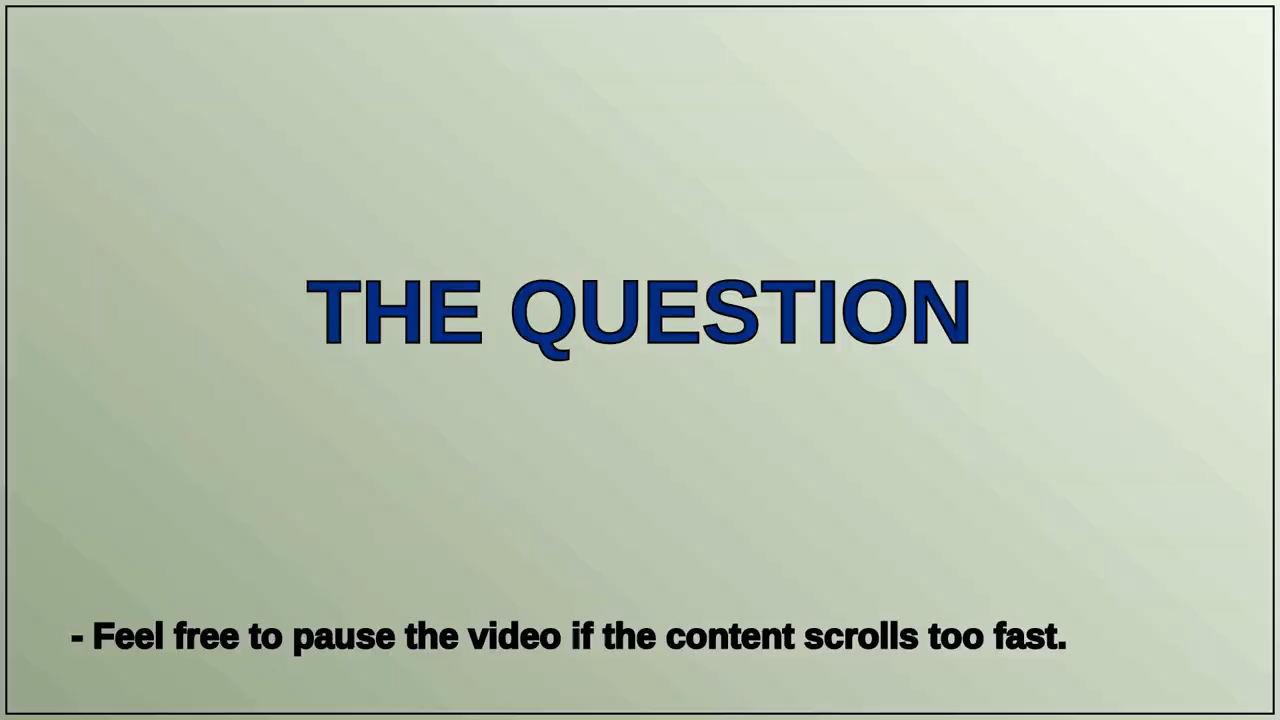 THE QUESTION
- Feel free to pause the video if the content scrolls too fast.